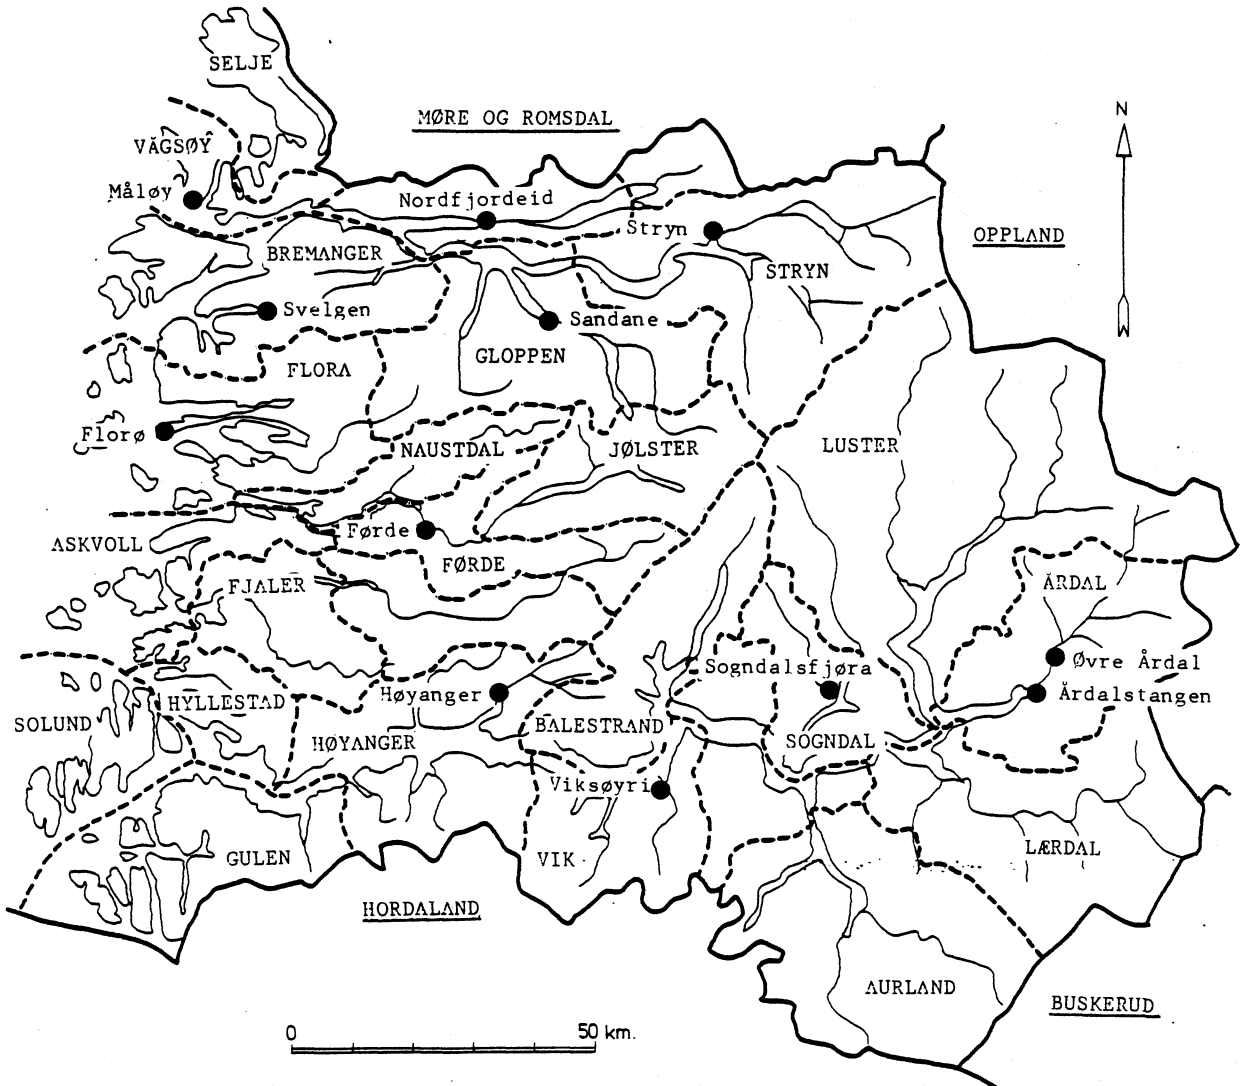 SELJE
N
MØRE OG ROMSDAL
VÅGSØY
Måløy
Nordfjordeid
Stryn
OPPLAND
BREMANGER
STRYN
Svelgen
Sandane
GLOPPEN
FLORA
Florø
NAUSTDAL
JØLSTER
LUSTER
Førde
ASKVOLL
FØRDE
FJALER
ÅRDAL
Øvre Årdal
Sogndalsfjøra
Høyanger
Årdalstangen
HYLLESTAD
SOLUND
BALESTRAND
HØYANGER
SOGNDAL
Viksøyri
LÆRDAL
GULEN
VIK
HORDALAND
AURLAND
BUSKERUD
0 50 km.